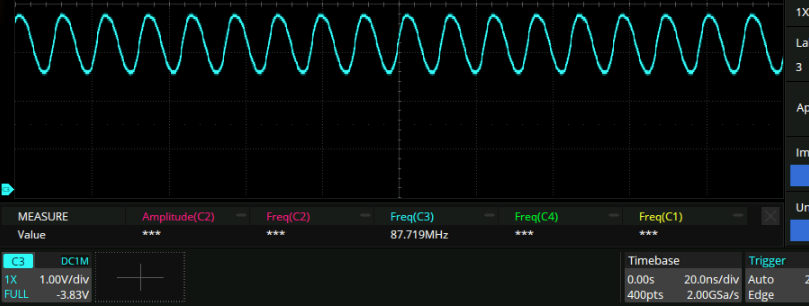 1X
La
3
Ap
Im
Un
C3
MEASURE Amplitude(C2) Freq(C2) Freq(C3) Freq(C4) Freq(C1)
Value *** *** 87.719MHz *** ***
C3 DC1M
1X 1.00V/div
FULL -3.83V
Timebase
0.00s 20.0ns/div
400pts 2.00GSa/s
Trigger
Auto 2
Edge